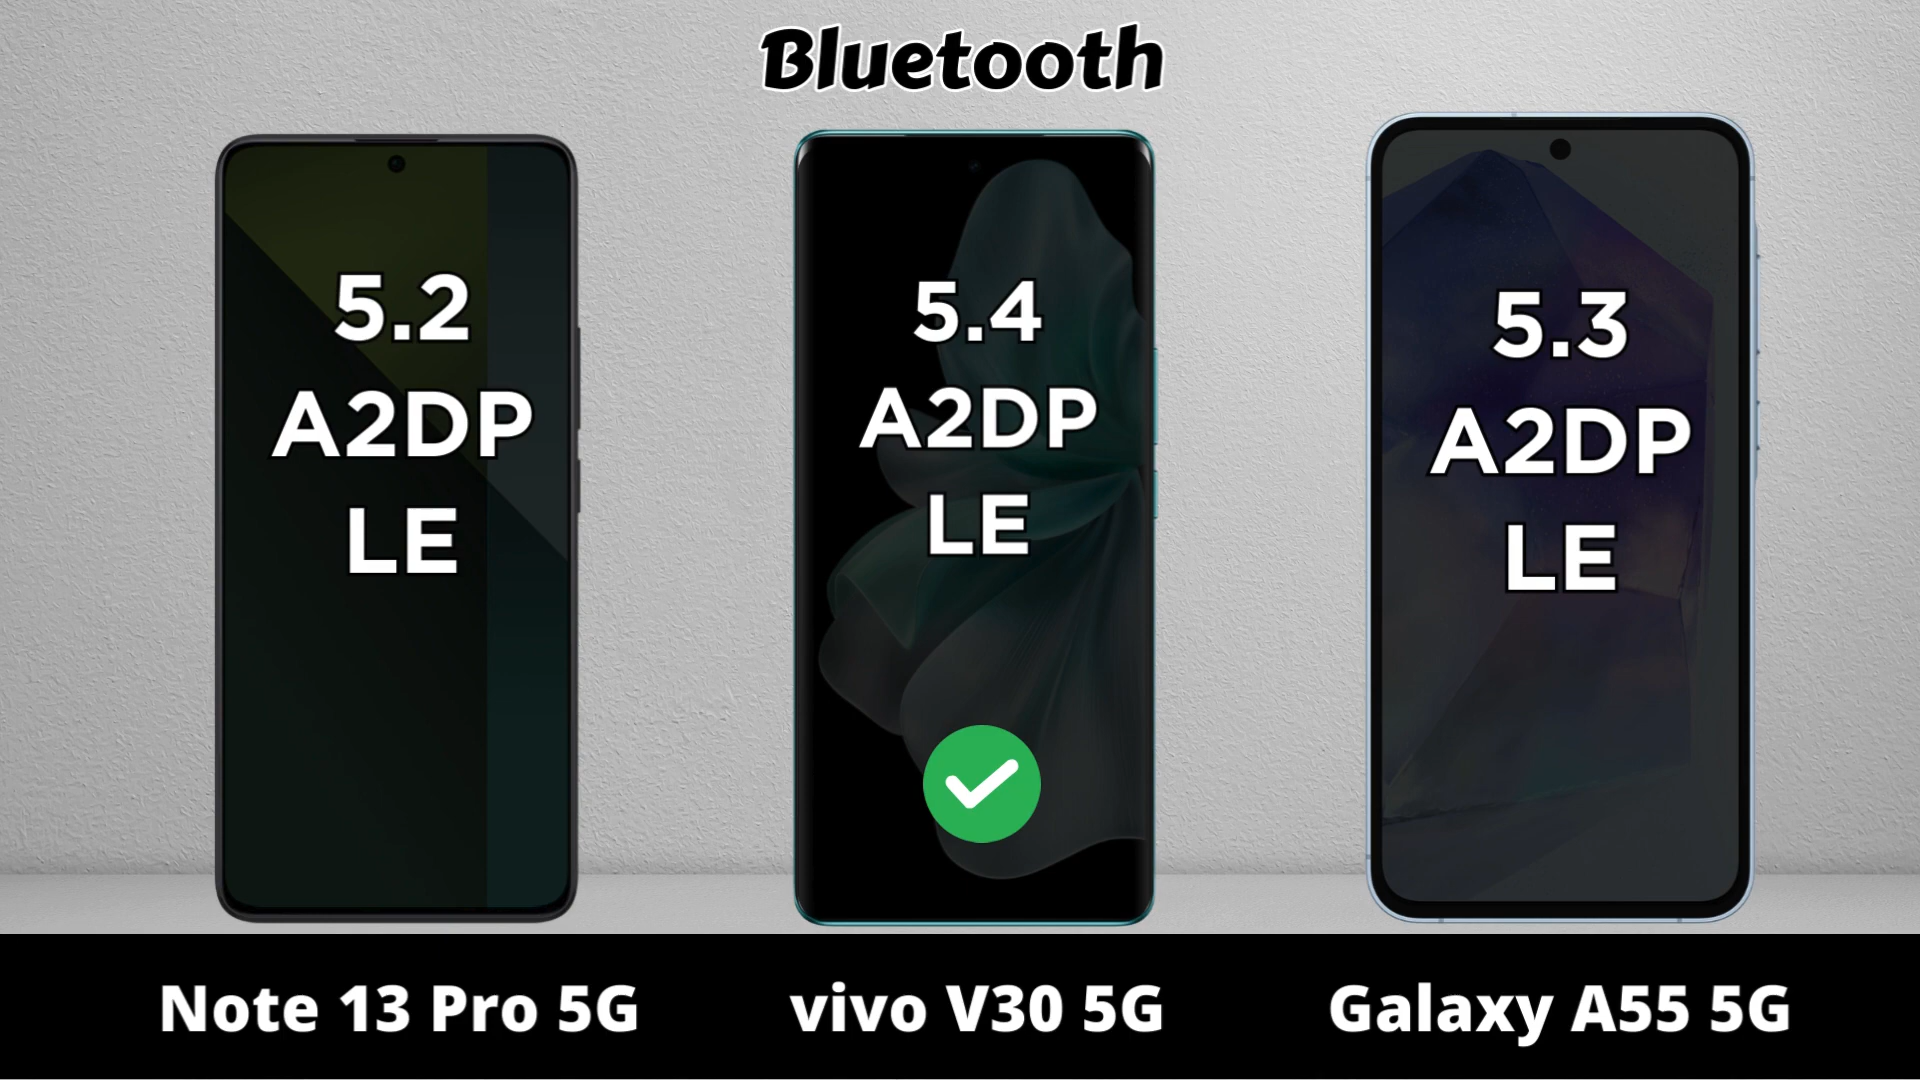 Bluetooth
5.2
A2DP
LE
5.4
A2DP
LE
5.3
A2DP
LE
Note 13 Pro 5G
vivo V30 5G
Galaxy A55 5G